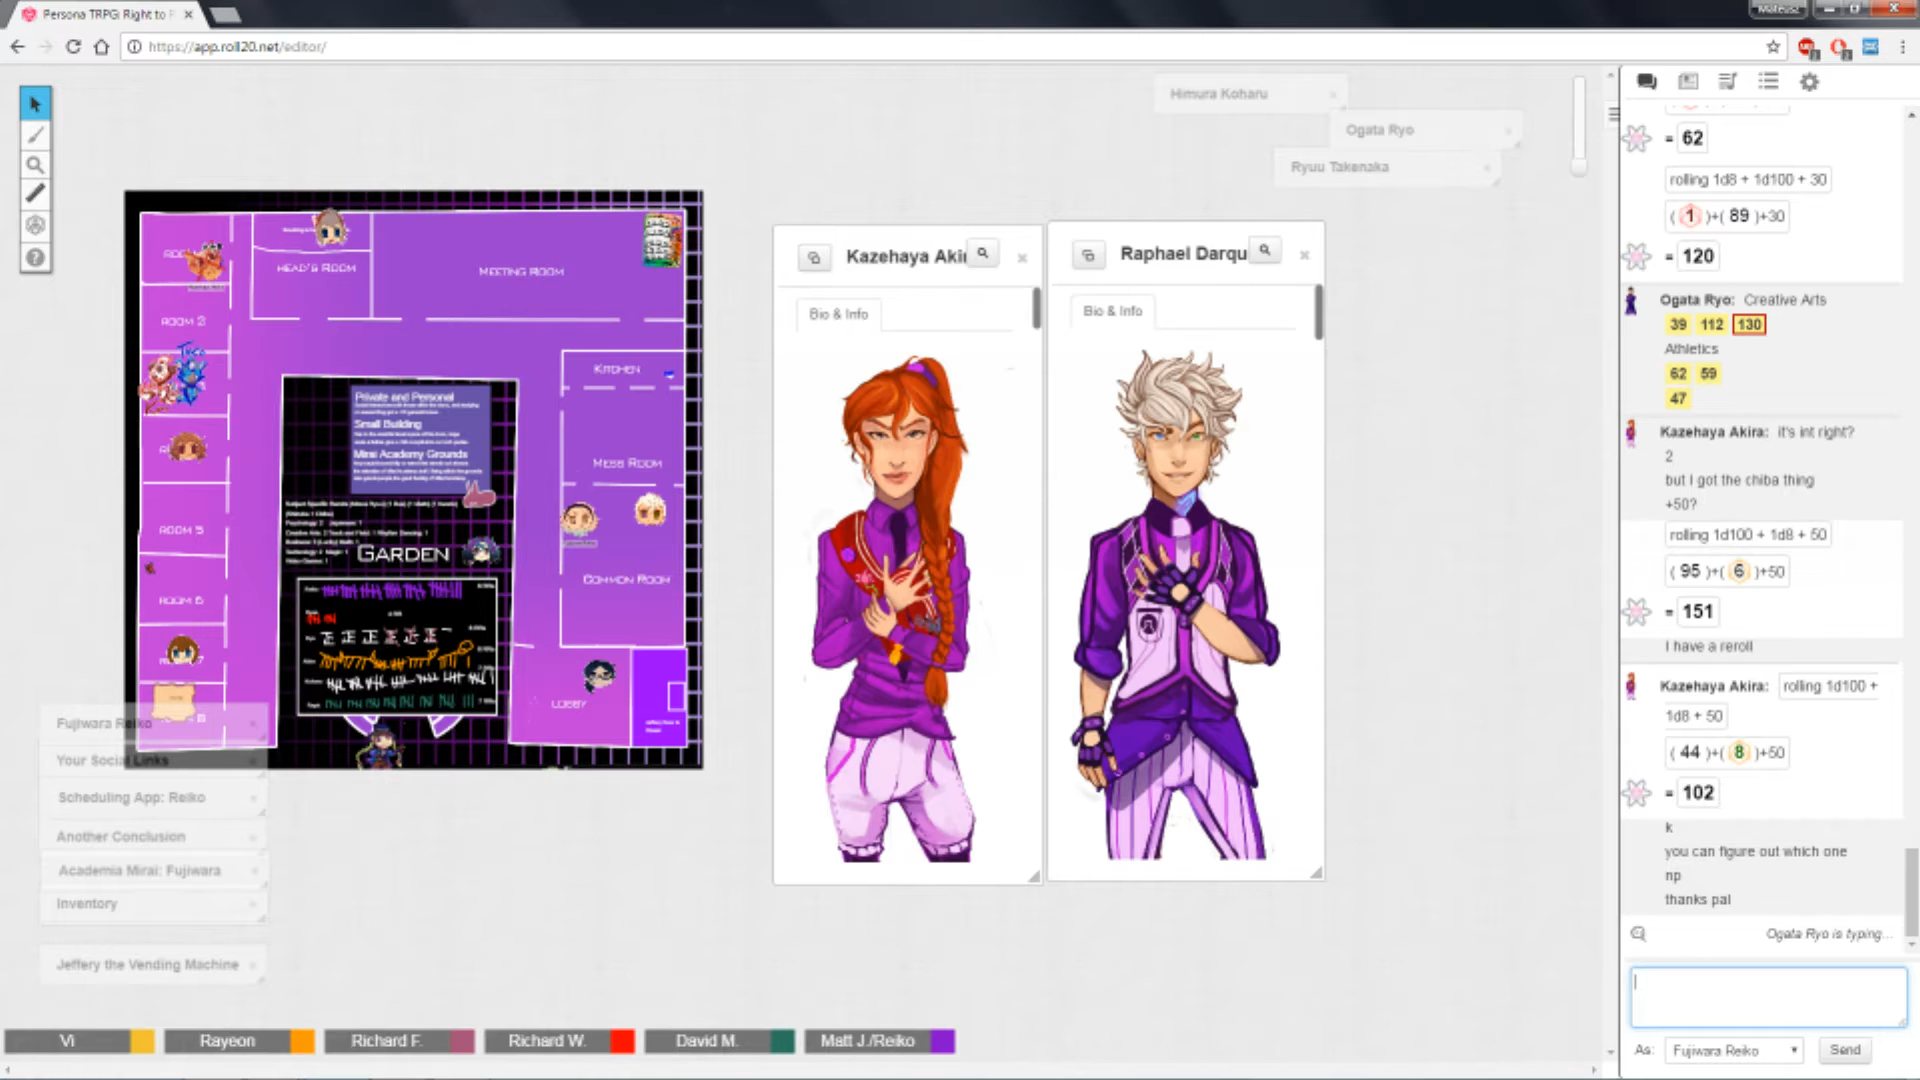 Persona TRPG: Right to
Mateusz
https://app.roll20.net/editor/
Himura Koharu
Ogata Ryo
Ryuu Takenaka
HEAD'S ROOM
MEETING ROOM
ROOM 2
KITCHEN
Private and Personal
Small Building
Mirai Academy Grounds
MESS ROOM
ROOM 5
GARDEN
COMMON ROOM
ROOM 6
LOBBY
Kazehaya Akir
Bio & Info
Raphael Darqu
Bio & Info
Fujiwara Reiko
Your Social Links
Scheduling App: Reiko
Another Conclusion
Academia Mirai: Fujiwara
Inventory
Jeffery the Vending Machine
Vi
Rayeon
Richard F.
Richard W.
David M.
Matt J./Reiko
= 62
rolling 1d8 + 1d100 + 30
( 1 )+( 89 )+30
= 120
Ogata Ryo: Creative Arts
39 112 130
Athletics
62 59
47
Kazehaya Akira: it's int right?
2
but I got the chiba thing
+50?
rolling 1d100 + 1d8 + 50
( 95 )+( 6 )+50
= 151
I have a reroll
Kazehaya Akira: rolling 1d100 +
1d8 + 50
( 44 )+( 8 )+50
= 102
k
you can figure out which one
np
thanks pal
Ogata Ryo is typing...
As: Fujiwara Reiko
Send